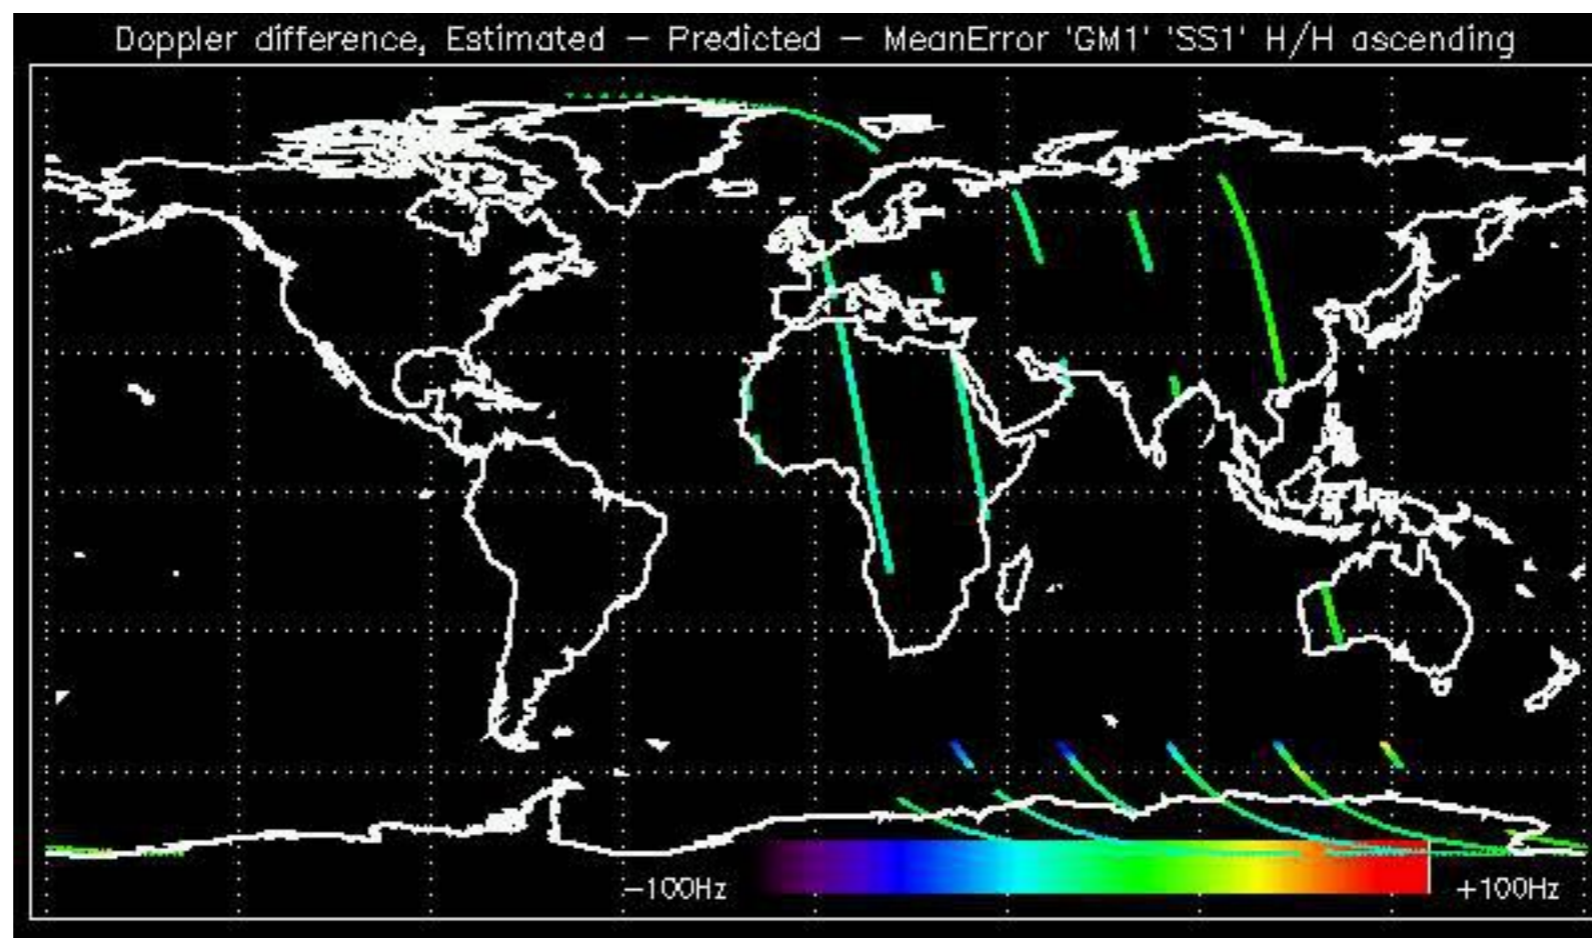 Doppler difference, Estimated – Predicted – MeanError 'GM1' 'SS1' H/H ascending
-100Hz
+100Hz